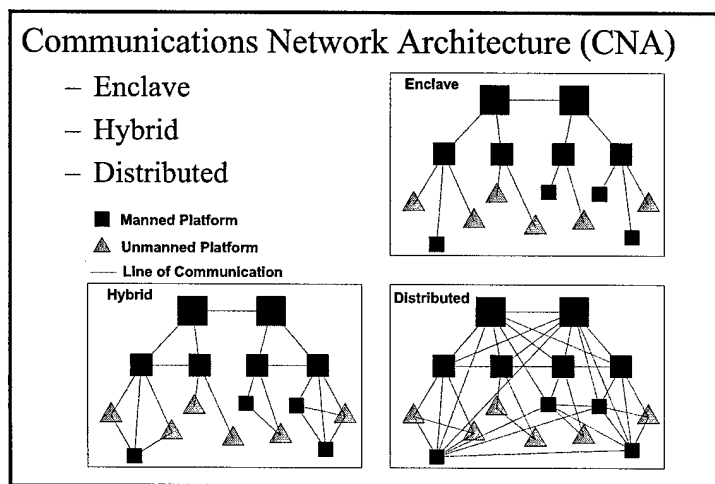 Communications Network Architecture (CNA)
– Enclave
– Hybrid
– Distributed
Manned Platform
Unmanned Platform
Line of Communication
Enclave
Hybrid
Distributed